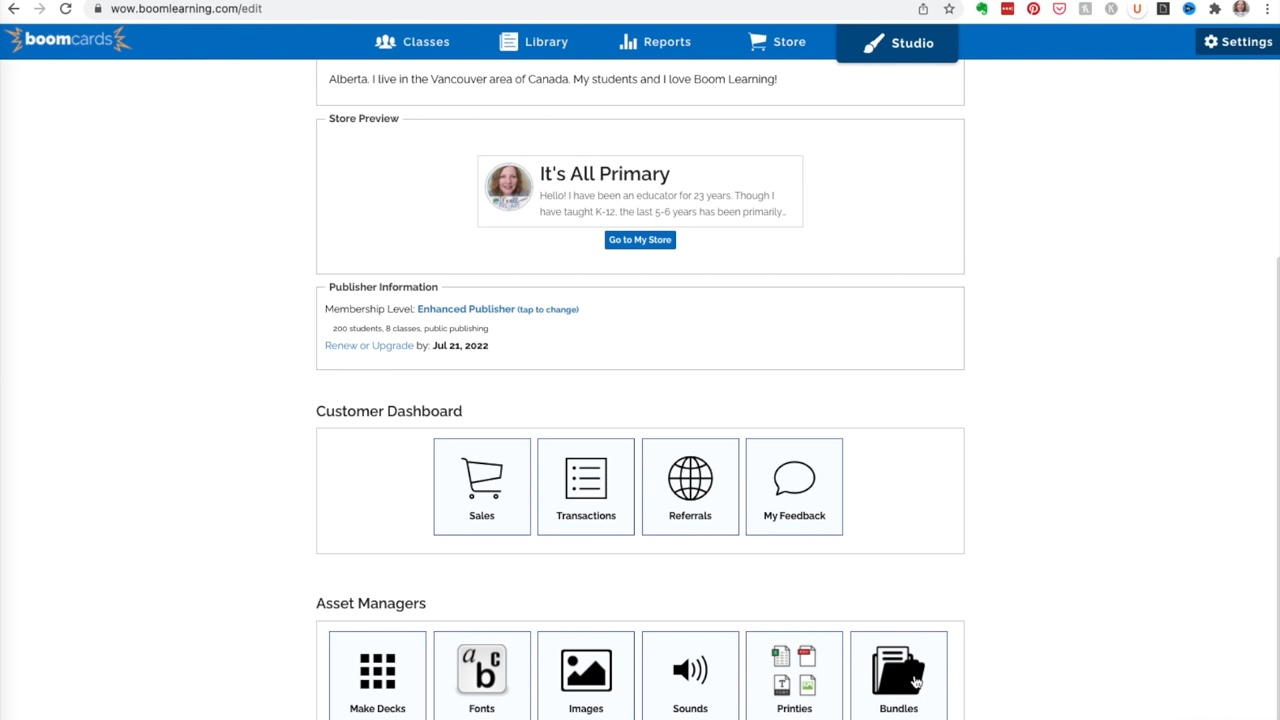 wow.boomlearning.com/edit
boomcards
Classes
Library
Reports
Store
Studio
Settings
Alberta. I live in the Vancouver area of Canada. My students and I love Boom Learning!
Store Preview
It's All Primary
Hello! I have been an educator for 23 years. Though I
have taught K-12, the last 5-6 years has been primarily...
Go to My Store
Publisher Information
Membership Level: Enhanced Publisher (tap to change)
200 students, 8 classes, public publishing
Renew or Upgrade by: Jul 21, 2022
Customer Dashboard
Sales
Transactions
Referrals
My Feedback
Asset Managers
a b c
Make Decks
Fonts
Images
Sounds
Printies
Bundles